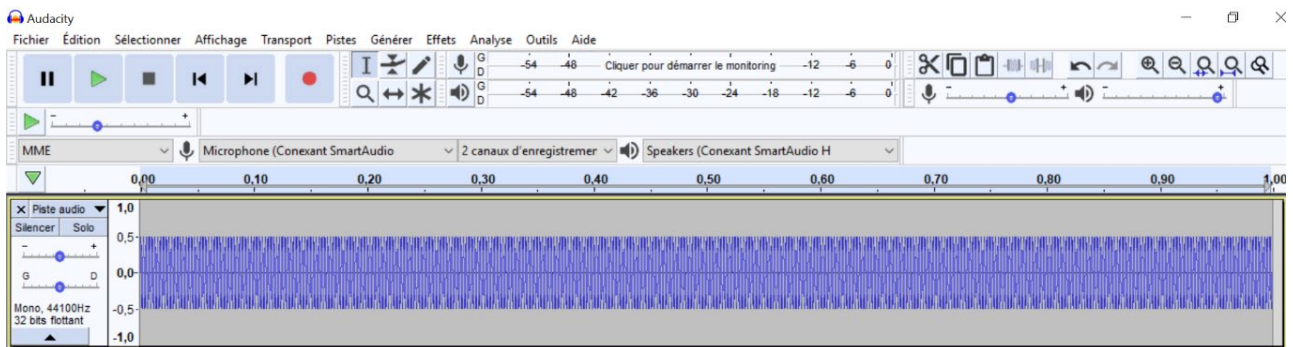 Audacity
Fichier Édition Sélectionner Affichage Transport Pistes Générer Effets Analyse Outils Aide
G
D
-54 -48 Cliquer pour démarrer le monitoring -12 -6 0
G
D
-54 -48 -42 -36 -30 -24 -18 -12 -6 0
- +
- +
- +
MME Microphone (Conexant SmartAudio 2 canaux d'enregistremer Speakers (Conexant SmartAudio H
0,00 0,10 0,20 0,30 0,40 0,50 0,60 0,70 0,80 0,90 1,00
X Piste audio 1,0
Silencer Solo
0,5
- +
G D 0,0
Mono, 44100Hz -0,5
32 bits flottant
-1,0